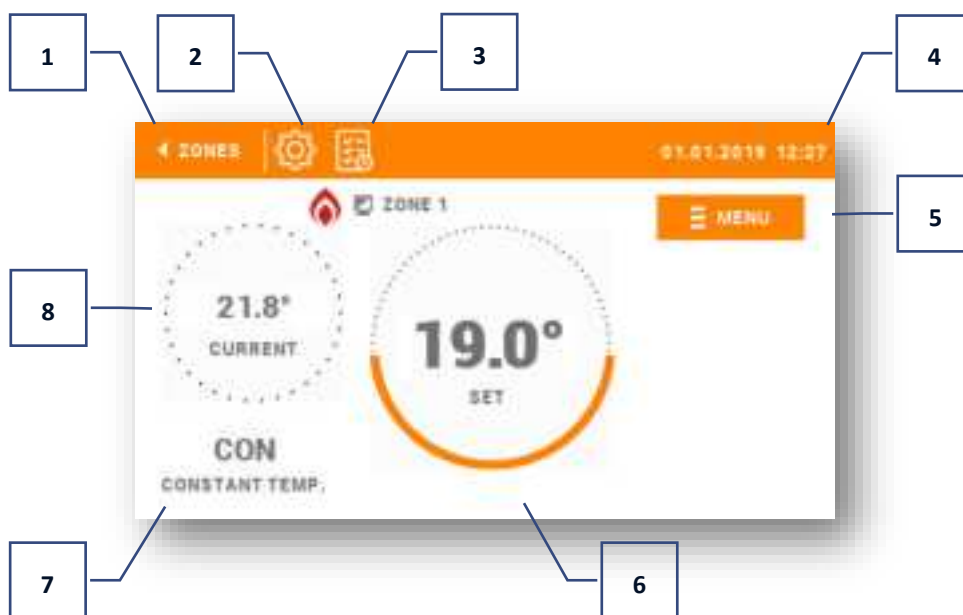 1 2 3 4
ZONES 01.01.2019 12:27
ZONE 1
MENU
5
8
21.8°
CURRENT
19.0°
SET
CON
CONSTANT TEMP.
7 6